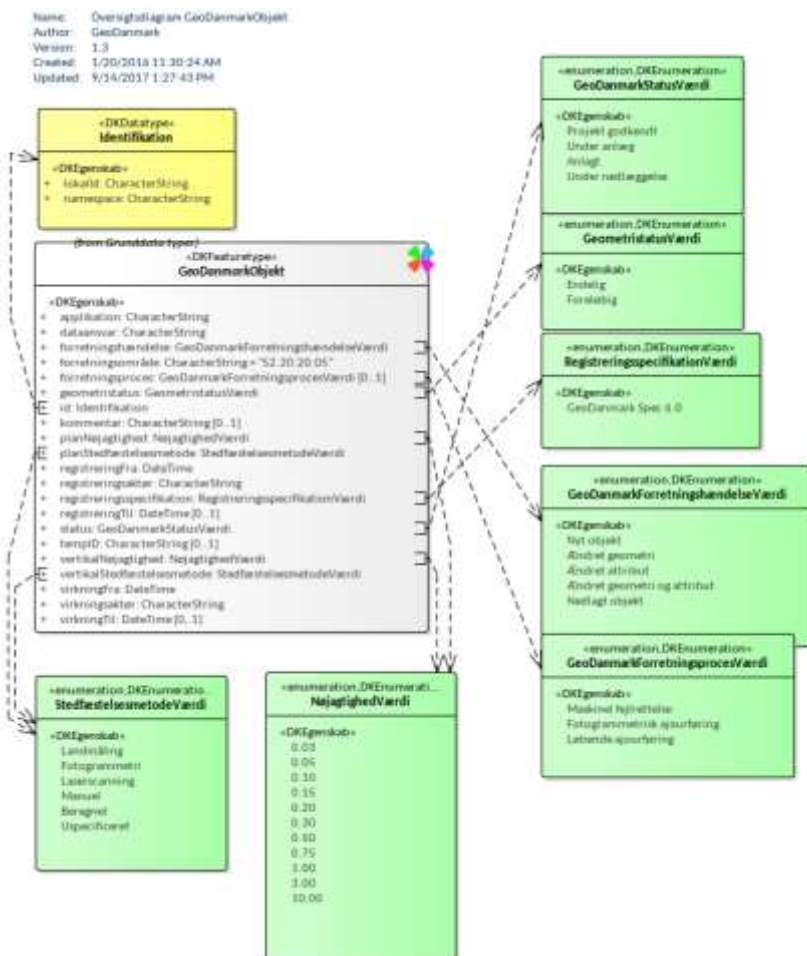 Name: Oversigtsdiagram GeoDanmarkObjekt
Author: GeoDanmark
Version: 1.3
Created: 1/20/2016 11:30:24 AM
Updated: 9/14/2017 1:27:43 PM
«DKDatatype»
Identifikation
«DKEgenskab»
+ lokalId: CharacterString
+ namespace: CharacterString
(from Grunddata typer)
«DKFeaturetype»
GeoDanmarkObjekt
«DKEgenskab»
+ applikation: CharacterString
+ dataansvar: CharacterString
+ forretningshændelse: GeoDanmarkForretningshændelseVærdi
+ forretningsområde: CharacterString = "52.20.20.05"
+ forretningsproces: GeoDanmarkForretningsprocesVærdi [0..1]
+ geometristatus: GeometristatusVærdi
+ id: Identifikation
+ kommentar: CharacterString [0..1]
+ planNøjagtighed: NøjagtighedVærdi
+ planStedfæstelsesmetode: StedfæstelsesmetodeVærdi
+ registreringFra: DateTime
+ registreringsaktør: CharacterString
+ registreringsspecifikation: RegistreringsspecifikationVærdi
+ registreringTil: DateTime [0..1]
+ status: GeoDanmarkStatusVærdi
+ tempID: CharacterString [0..1]
+ vertikalNøjagtighed: NøjagtighedVærdi
+ vertikalStedfæstelsesmetode: StedfæstelsesmetodeVærdi
+ virkningFra: DateTime
+ virkningsaktør: CharacterString
+ virkningTil: DateTime [0..1]
«enumeration,DKEnumeratio...
StedfæstelsesmetodeVærdi
«DKEgenskab»
Landmåling
Fotogrammetri
Laserscanning
Manuel
Beregnet
Uspecificeret
«enumeration,DKEnumerati...
NøjagtighedVærdi
«DKEgenskab»
0.03
0.05
0.10
0.15
0.20
0.30
0.50
0.75
1.00
3.00
10.00
«enumeration,DKEnumeration»
GeoDanmarkStatusVærdi
«DKEgenskab»
Projekt godkendt
Under anlæg
Anlagt
Under nedlæggelse
«enumeration,DKEnumeration»
GeometristatusVærdi
«DKEgenskab»
Endelig
Foreløbig
«enumeration,DKEnumeration»
RegistreringsspecifikationVærdi
«DKEgenskab»
GeoDanmark Spec 6.0
«enumeration,DKEnumeration»
GeoDanmarkForretningshændelseVærdi
«DKEgenskab»
Nyt objekt
Ændret geometri
Ændret attribut
Ændret geometri og attribut
Nedlagt objekt
«enumeration,DKEnumeration»
GeoDanmarkForretningsprocesVærdi
«DKEgenskab»
Maskinel fejlrettelse
Fotogrammetrisk ajourføring
Løbende ajourføring